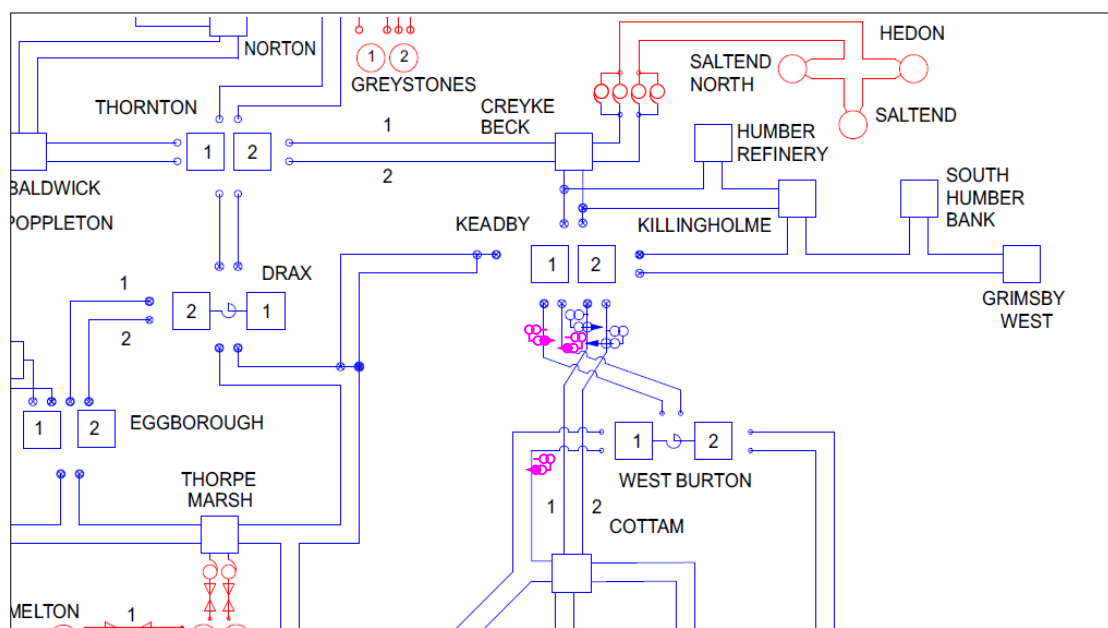 NORTON
1 2
GREYSTONES
HEDON
SALTEND
NORTH
SALTEND
THORNTON
1 2
1
2
CREYKE
BECK
HUMBER
REFINERY
BALDWICK
POPPLETON
KEADBY
1 2
KILLINGHOLME
SOUTH
HUMBER
BANK
GRIMSBY
WEST
DRAX
2 1
1
2
EGGBOROUGH
1 2
1 2
WEST BURTON
THORPE
MARSH
1 2
COTTAM
MELTON
1